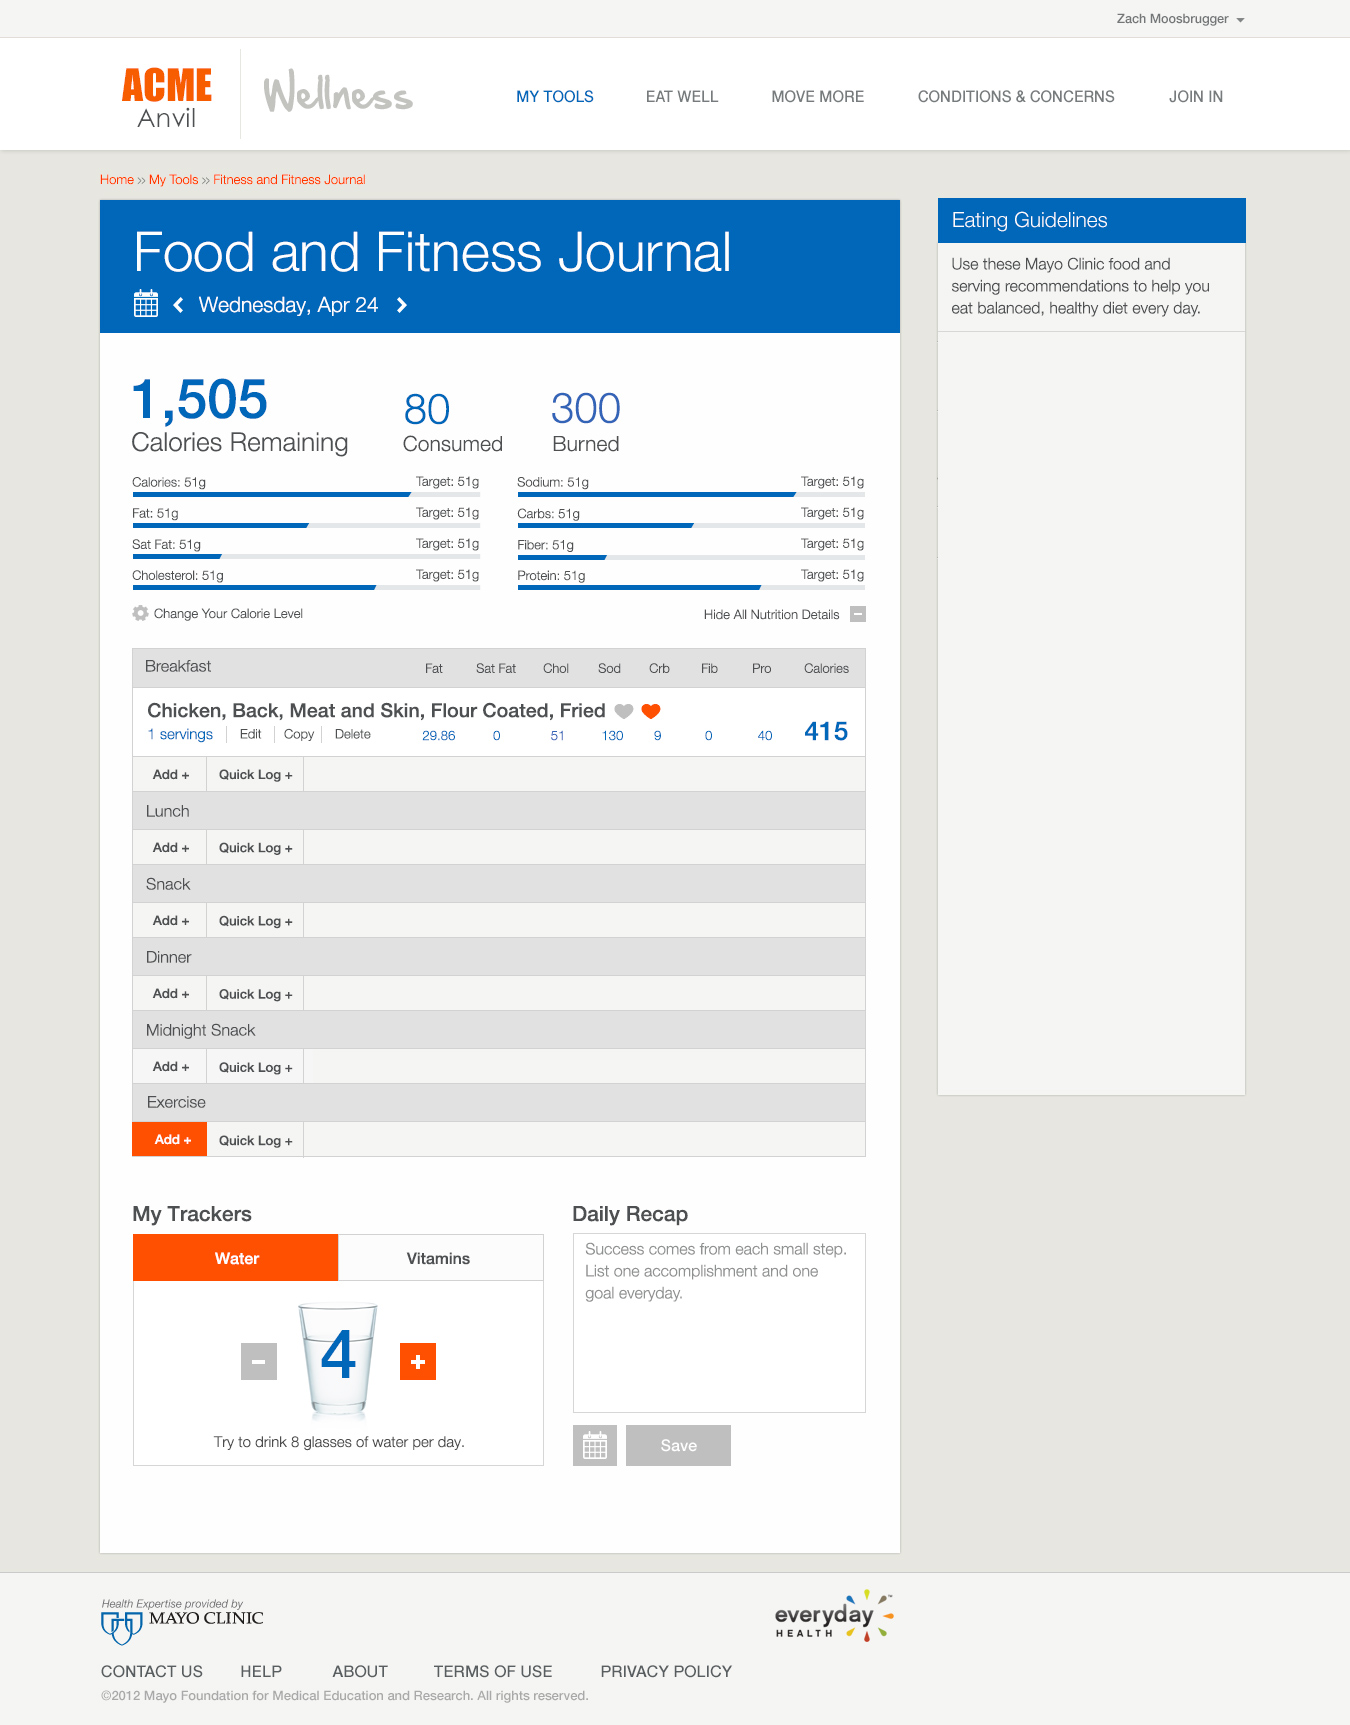 Zach Moosbrugger
ACME
Anvil
Wellness
MY TOOLS
EAT WELL
MOVE MORE
CONDITIONS & CONCERNS
JOIN IN
Home » My Tools » Fitness and Fitness Journal
Food and Fitness Journal
Wednesday, Apr 24
1,505
Calories Remaining
80
Consumed
300
Burned
Calories: 51g Target: 51g
Fat: 51g Target: 51g
Sat Fat: 51g Target: 51g
Cholesterol: 51g Target: 51g
Sodium: 51g Target: 51g
Carbs: 51g Target: 51g
Fiber: 51g Target: 51g
Protein: 51g Target: 51g
Change Your Calorie Level
Hide All Nutrition Details
Breakfast Fat Sat Fat Chol Sod Crb Fib Pro Calories
Chicken, Back, Meat and Skin, Flour Coated, Fried
1 servings Edit Copy Delete 29.86 0 51 130 9 0 40 415
Add + Quick Log +
Lunch
Add + Quick Log +
Snack
Add + Quick Log +
Dinner
Add + Quick Log +
Midnight Snack
Add + Quick Log +
Exercise
Add + Quick Log +
My Trackers
Water
Vitamins
4
Try to drink 8 glasses of water per day.
Daily Recap
Success comes from each small step.
List one accomplishment and one
goal everyday.
Save
Eating Guidelines
Use these Mayo Clinic food and
serving recommendations to help you
eat balanced, healthy diet every day.
Health Expertise provided by
MAYO CLINIC
everyday
HEALTH
CONTACT US
HELP
ABOUT
TERMS OF USE
PRIVACY POLICY
©2012 Mayo Foundation for Medical Education and Research. All rights reserved.